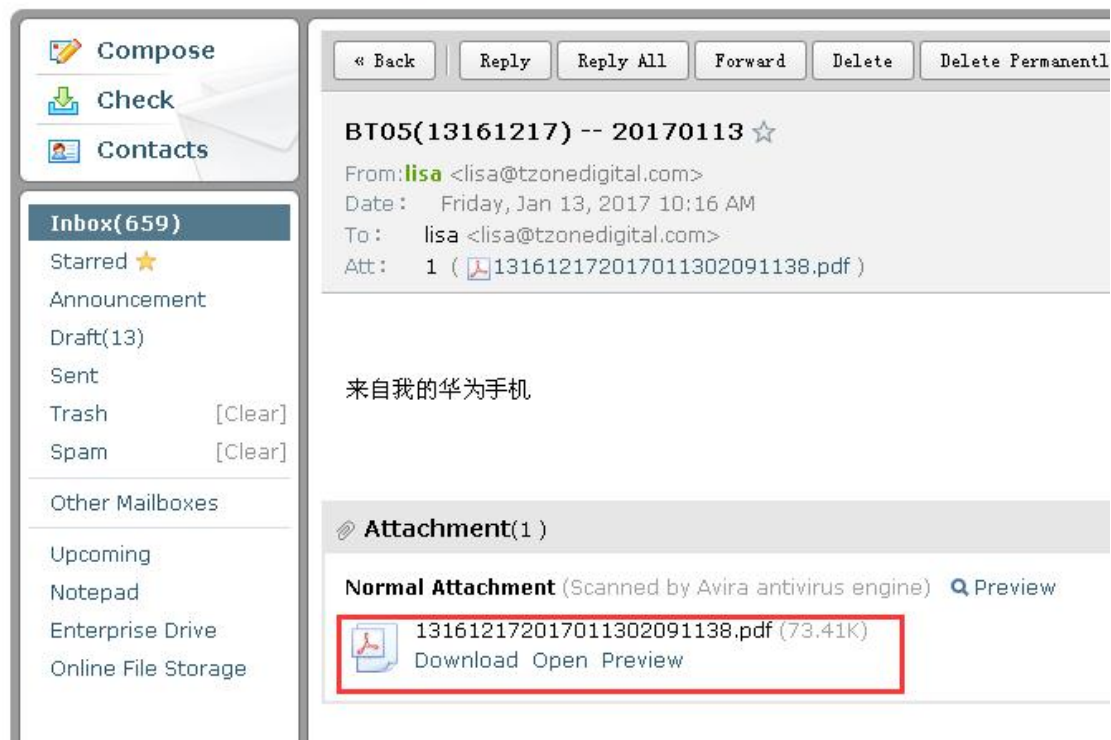 Compose
Check
Contacts
Inbox(659)
Starred
Announcement
Draft(13)
Sent
Trash [Clear]
Spam [Clear]
Other Mailboxes
Upcoming
Notepad
Enterprise Drive
Online File Storage
« Back Reply Reply All Forward Delete Delete Permanentl
BT05(13161217) -- 20170113
From:lisa <lisa@tzonedigital.com>
Date: Friday, Jan 13, 2017 10:16 AM
To: lisa <lisa@tzonedigital.com>
Att: 1 ( 131612172017011302091138.pdf )
来自我的华为手机
Attachment(1)
Normal Attachment (Scanned by Avira antivirus engine) Preview
131612172017011302091138.pdf (73.41K)
Download Open Preview